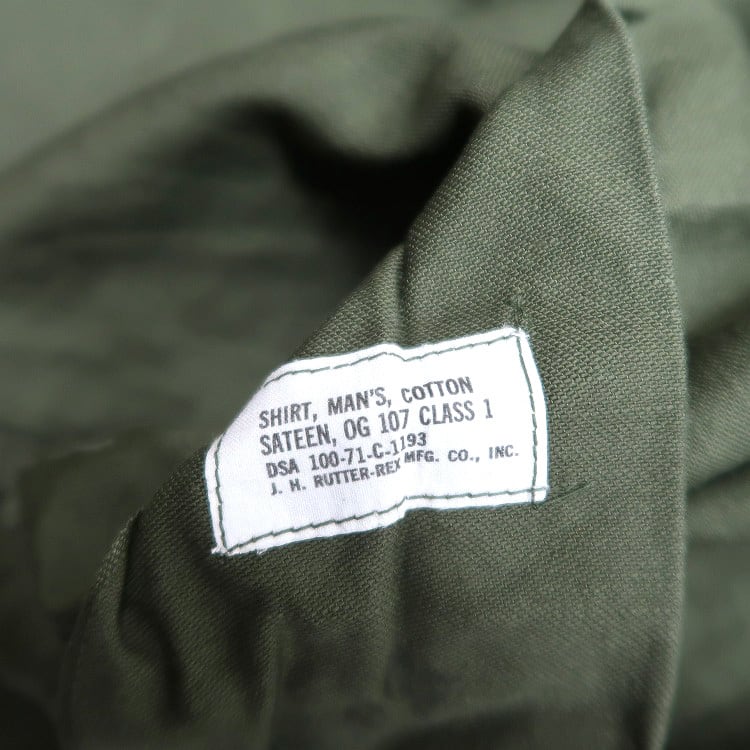 SHIRT, MAN'S, COTTON
SATEEN, OG 107 CLASS 1
DSA 100-71-C-1193
J. H. RUTTER-REX MFG. CO., INC.